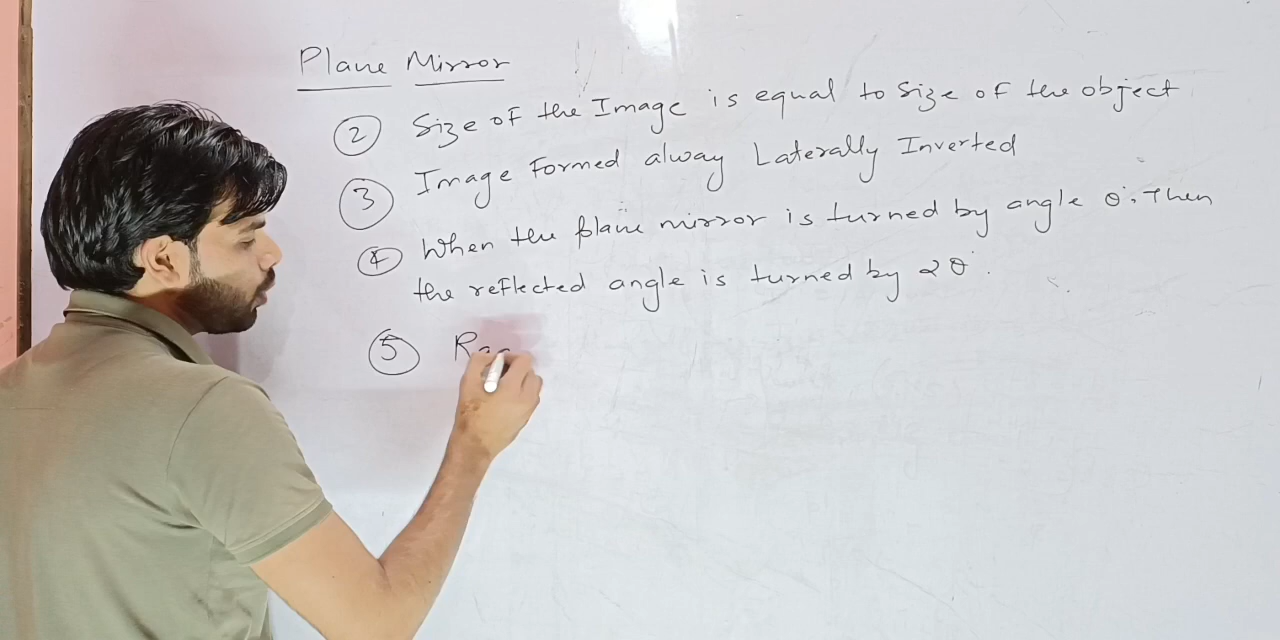 Plane Mirror
② Size of the Image is equal to size of the object
③ Image Formed alway Laterally Inverted
④ When the plane mirror is turned by angle θ. Then
the reflected angle is turned by 2θ.
⑤